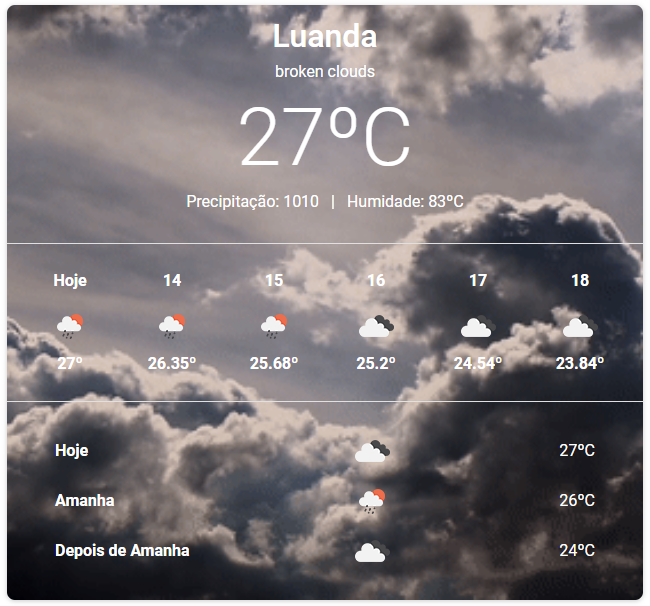 Luanda
broken clouds
27ºC
Precipitação: 1010 | Humidade: 83ºC
Hoje 14 15 16 17 18
27º 26.35º 25.68º 25.2º 24.54º 23.84º
Hoje 27ºC
Amanha 26ºC
Depois de Amanha 24ºC